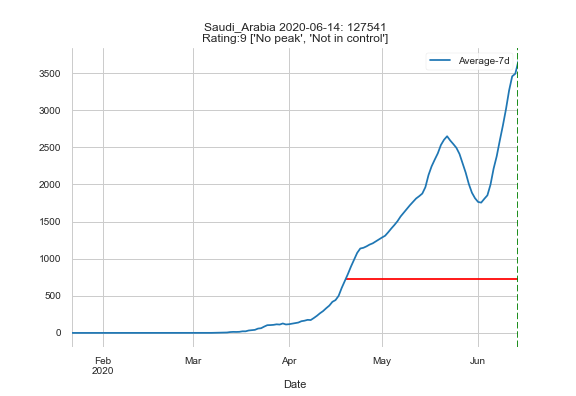 Saudi_Arabia 2020-06-14: 127541
Rating:9 ['No peak', 'Not in control']
Average-7d
3500
3000
2500
2000
1500
1000
500
0
Feb
2020
Mar
Apr
May
Jun
Date